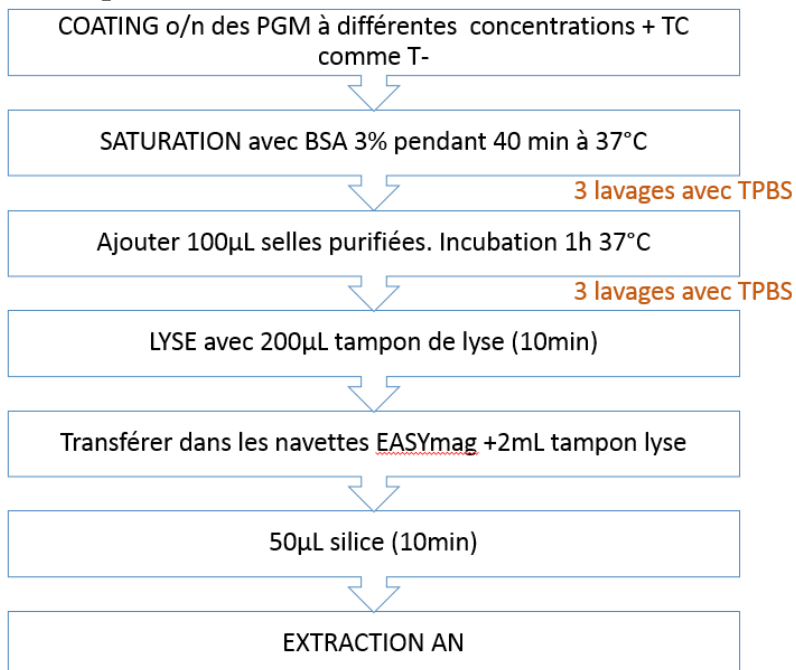 COATING o/n des PGM à différentes concentrations + TC
comme T-
SATURATION avec BSA 3% pendant 40 min à 37°C
3 lavages avec TPBS
Ajouter 100µL selles purifiées. Incubation 1h 37°C
3 lavages avec TPBS
LYSE avec 200µL tampon de lyse (10min)
Transférer dans les navettes EASYmag +2mL tampon lyse
50µL silice (10min)
EXTRACTION AN